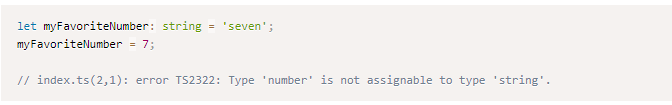 let myFavoriteNumber: string = 'seven';
myFavoriteNumber = 7;
// index.ts(2,1): error TS2322: Type 'number' is not assignable to type 'string'.